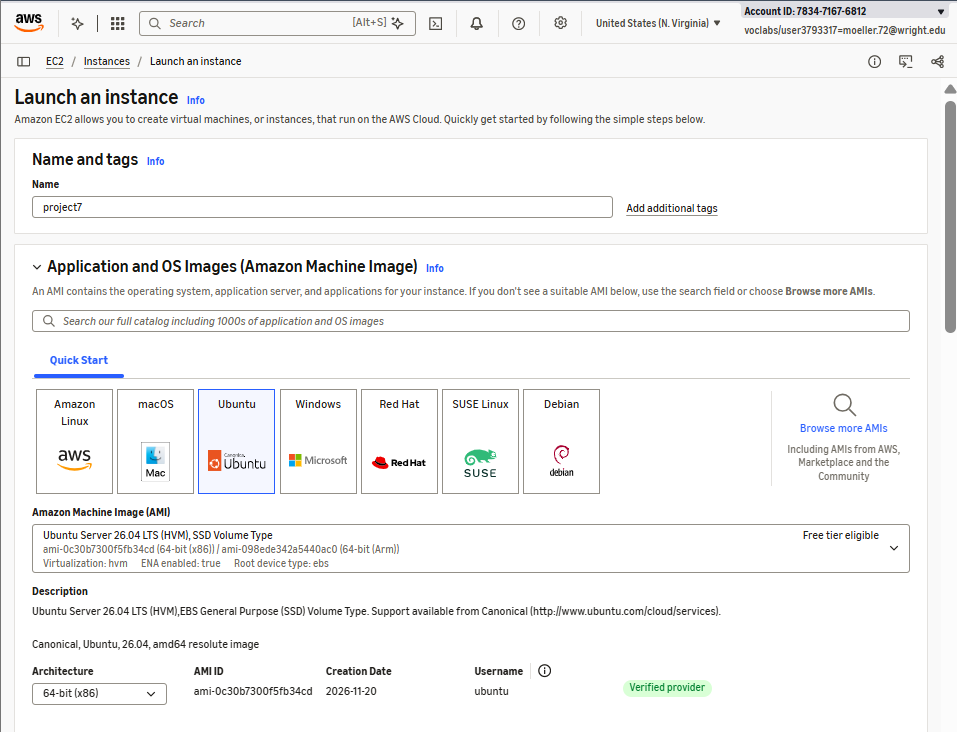 aws
Search [Alt+S]
United States (N. Virginia)
Account ID: 7834-7167-6812
voclabs/user3793317=moeller.72@wright.edu
EC2 / Instances / Launch an instance
Launch an instance Info
Amazon EC2 allows you to create virtual machines, or instances, that run on the AWS Cloud. Quickly get started by following the simple steps below.
Name and tags Info
Name
project7
Add additional tags
Application and OS Images (Amazon Machine Image) Info
An AMI contains the operating system, application server, and applications for your instance. If you don't see a suitable AMI below, use the search field or choose Browse more AMIs.
Search our full catalog including 1000s of application and OS images
Quick Start
Amazon Linux
aws
macOS
Mac
Ubuntu
Canonical Ubuntu
Windows
Microsoft
Red Hat
Red Hat
SUSE Linux
SUSE
Debian
debian
Browse more AMIs
Including AMIs from AWS,
Marketplace and the
Community
Amazon Machine Image (AMI)
Ubuntu Server 26.04 LTS (HVM), SSD Volume Type
Free tier eligible
ami-0c30b7300f5fb34cd (64-bit (x86)) / ami-098ede342a5440ac0 (64-bit (Arm))
Virtualization: hvm ENA enabled: true Root device type: ebs
Description
Ubuntu Server 26.04 LTS (HVM),EBS General Purpose (SSD) Volume Type. Support available from Canonical (http://www.ubuntu.com/cloud/services).
Canonical, Ubuntu, 26.04, amd64 resolute image
Architecture AMI ID Creation Date Username
64-bit (x86) ami-0c30b7300f5fb34cd 2026-11-20 ubuntu Verified provider